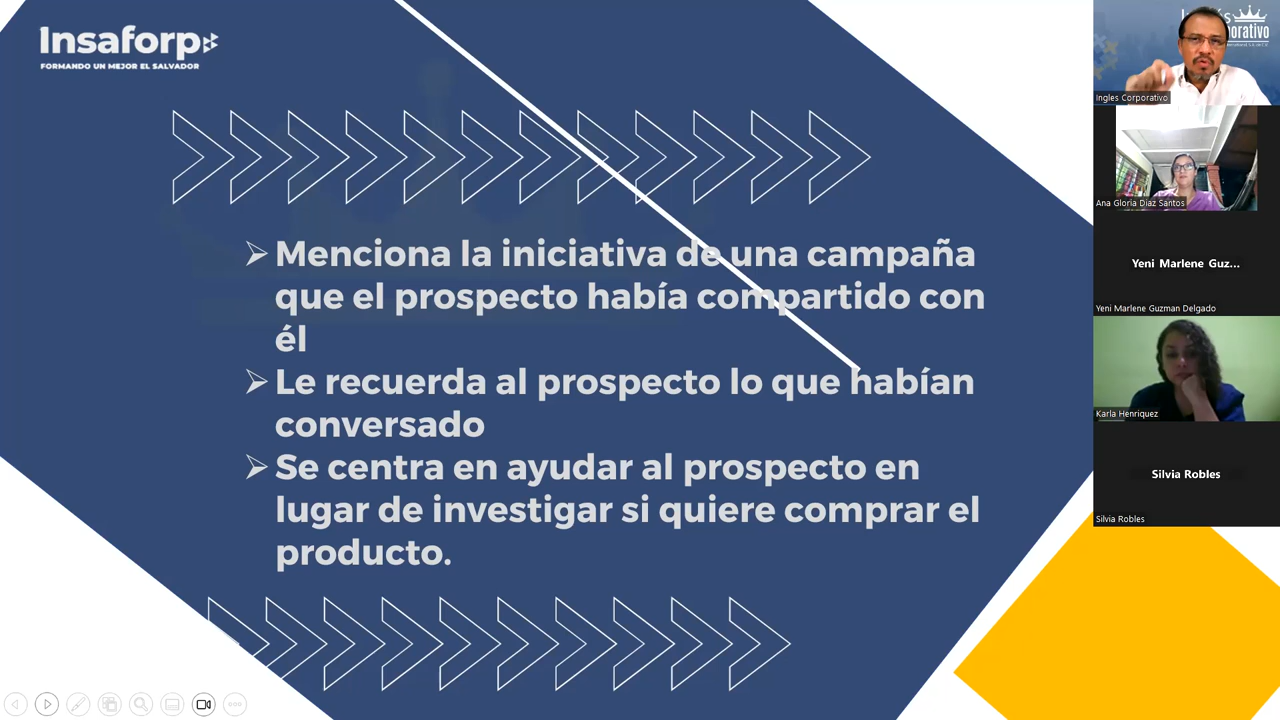 Insaforp
FORMANDO UN MEJOR EL SALVADOR
Menciona la iniciativa de una campaña
que el prospecto había compartido con
él
Le recuerda al prospecto lo que habían
conversado
Se centra en ayudar al prospecto en
lugar de investigar si quiere comprar el
producto.
Ingles Corporativo
Ana Gloria Diaz Santos
Yeni Marlene Guz...
Yeni Marlene Guzman Delgado
Karla Henriquez
Silvia Robles
Silvia Robles